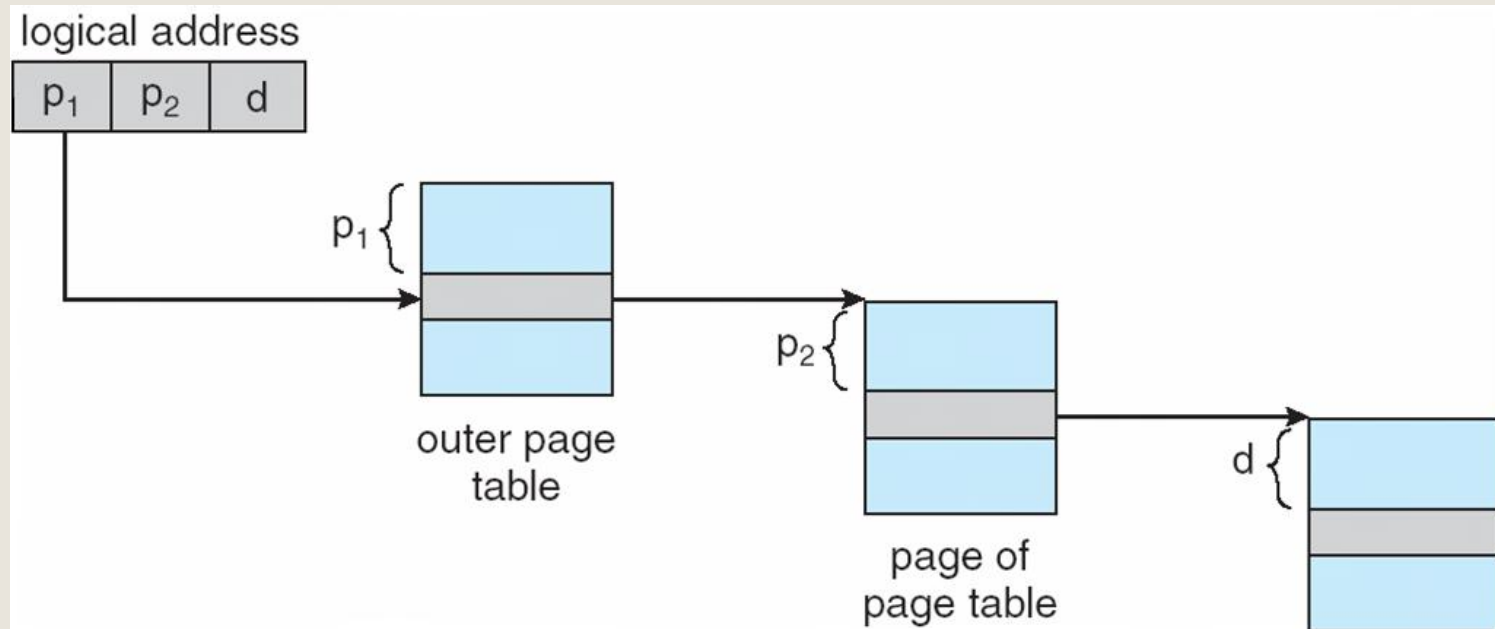 logical address
p₁ p₂ d
p₁
outer page
table
p₂
page of
page table
d